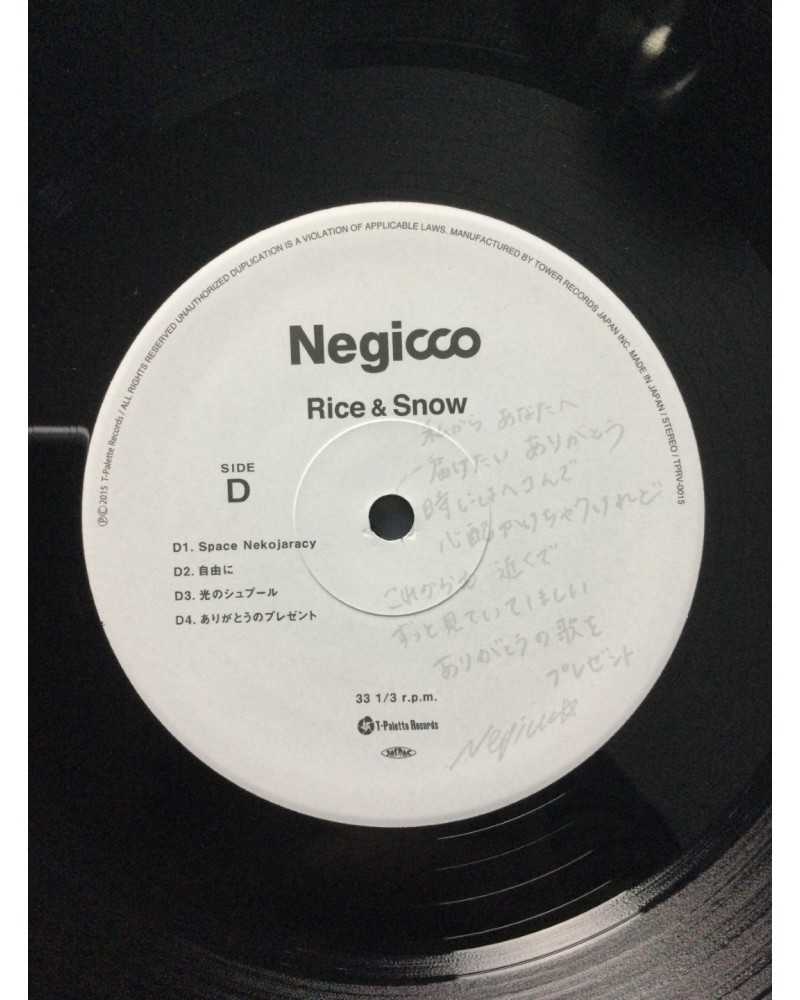 Ⓟ©2015 T-Palette Records / ALL RIGHTS RESERVED UNAUTHORIZED DUPLICATION IS A VIOLATION OF APPLICABLE LAWS. MANUFACTURED BY TOWER RECORDS JAPAN INC. MADE IN JAPAN / STEREO / TPRV-0015
Negicco
Rice & Snow
SIDE
D
D1. Space Nekojaracy
D2. 自由に
D3. 光のシュプール
D4. ありがとうのプレゼント
私から あなたへ
届けたい ありがとう
時にはへこんで
心配かけちゃうけれど
これからも 近くで
ずっと見ていてほしい
ありがとうの歌を
プレゼント
Negicco☆
33 1/3 r.p.m.
T-Palette Records
JASRAC